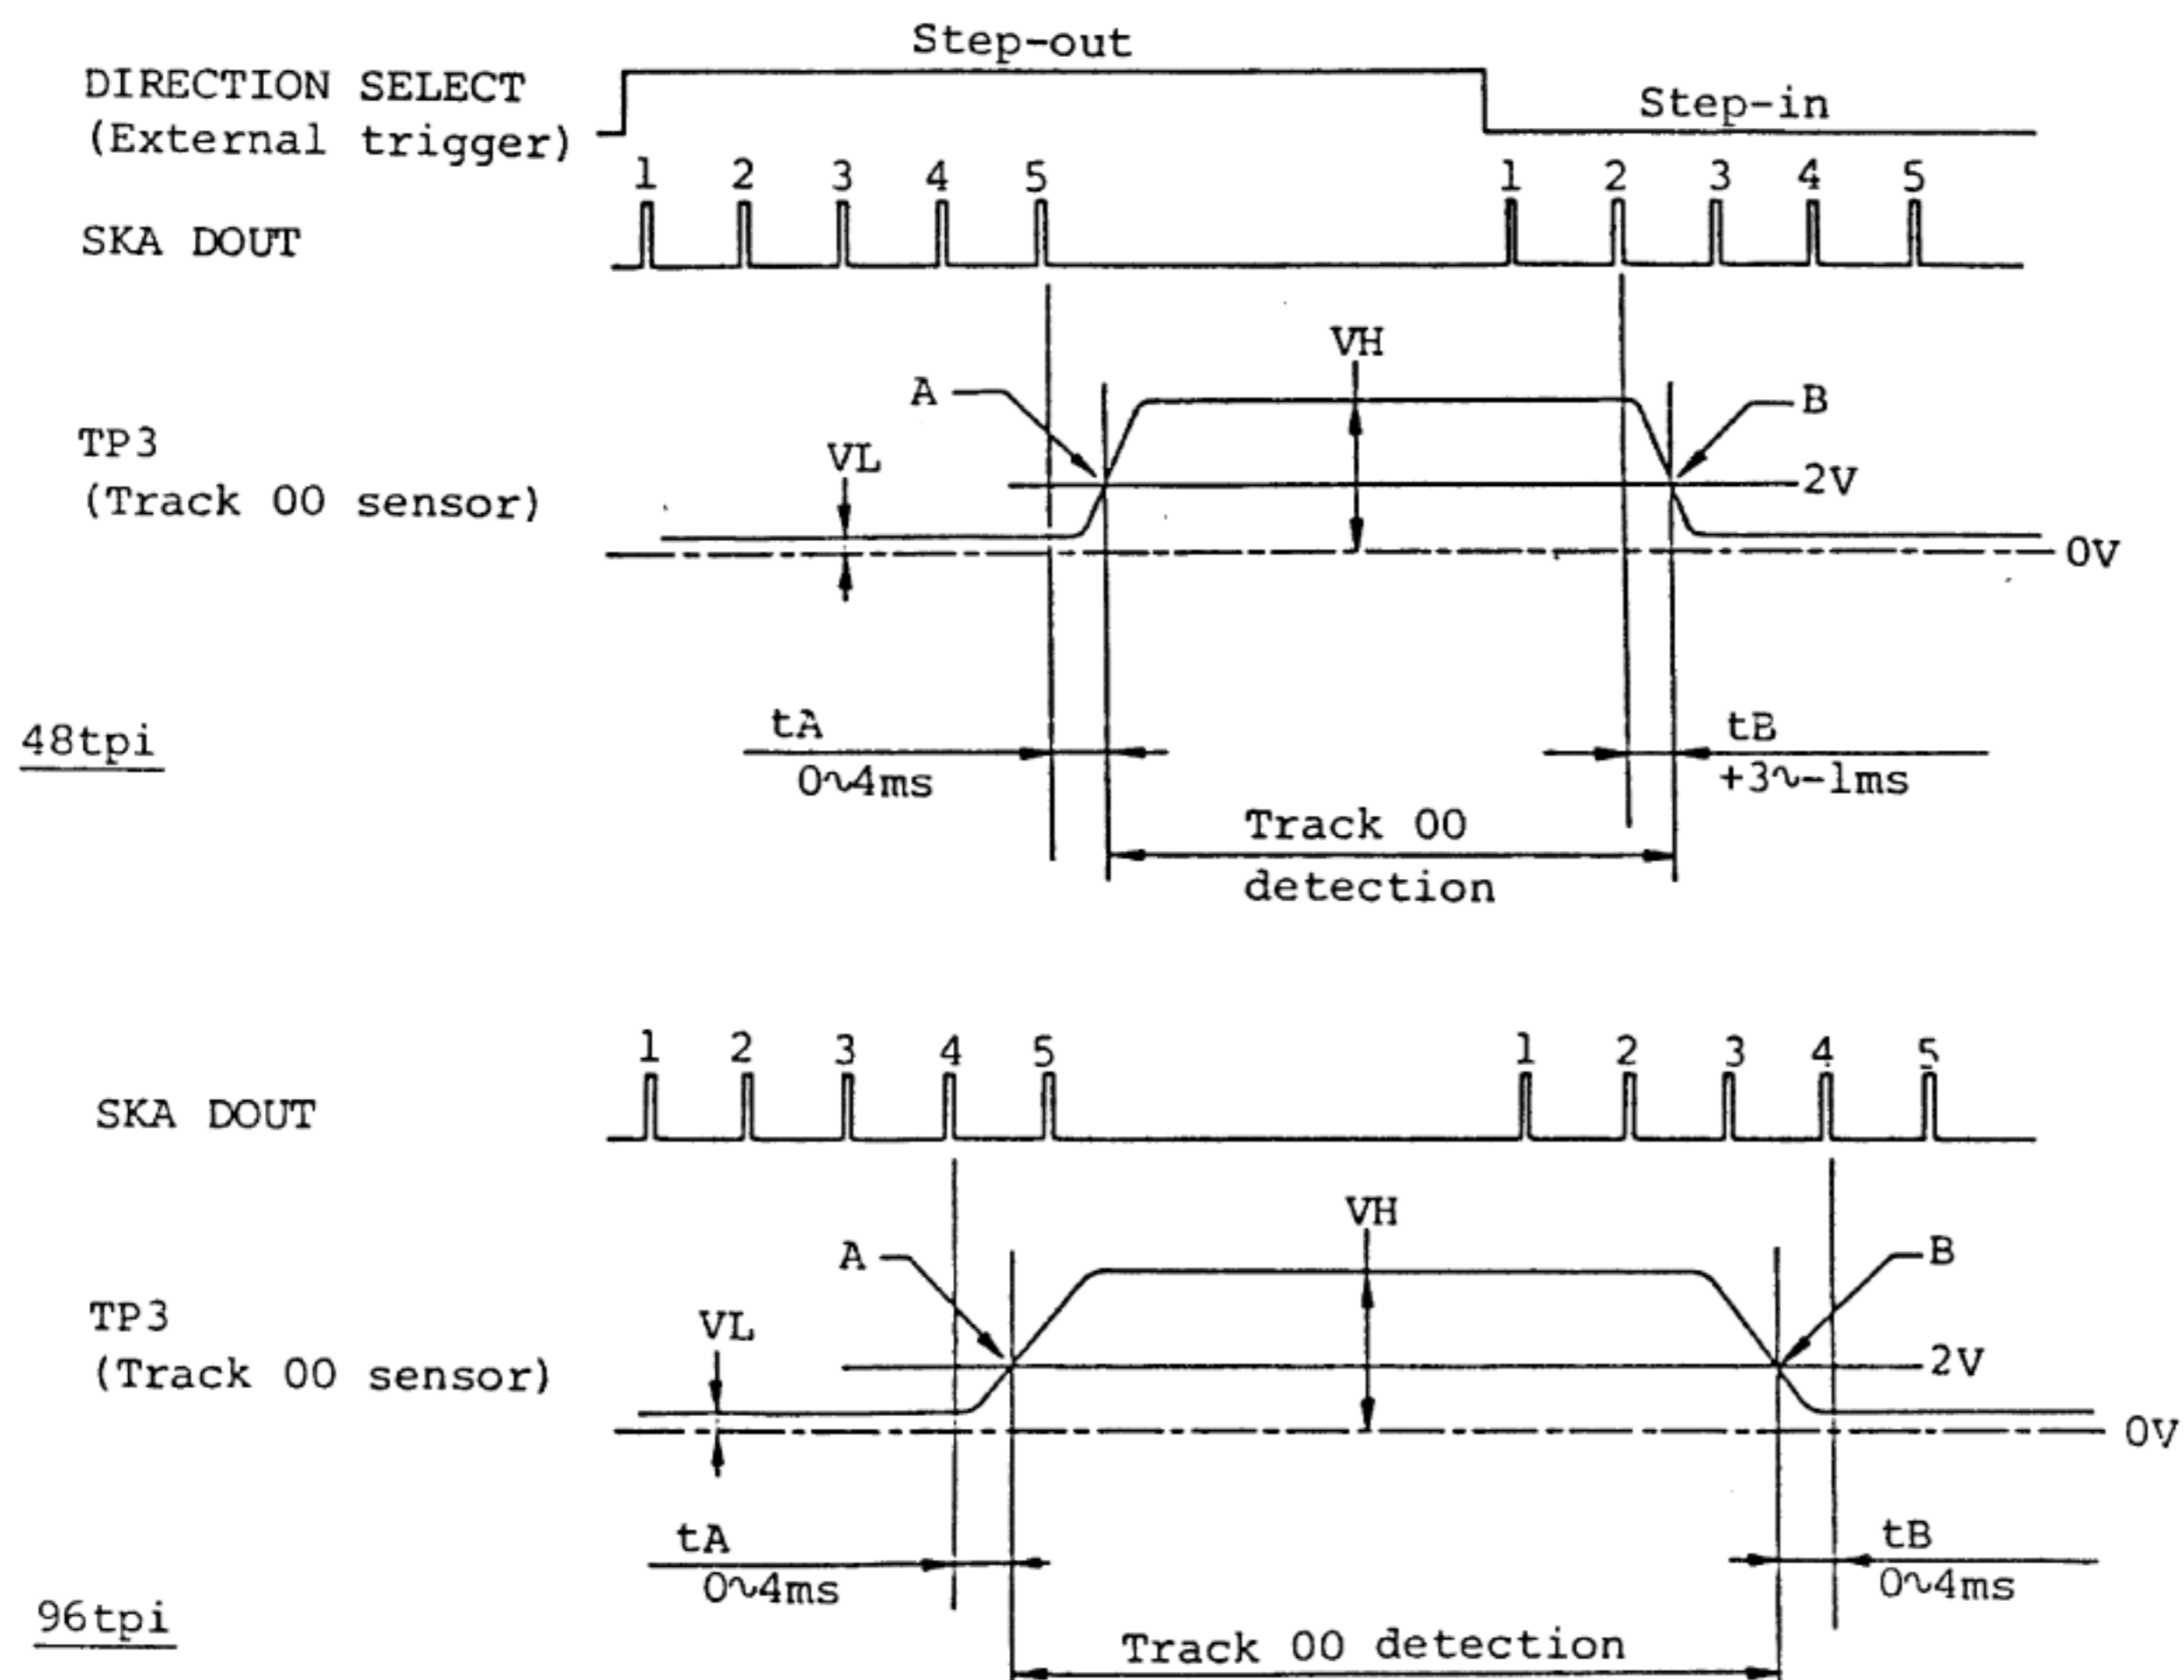 Step-out
DIRECTION SELECT
(External trigger)
Step-in
1 2 3 4 5 1 2 3 4 5
SKA DOUT
VH
A
B
TP3
(Track 00 sensor)
VL
2V
0V
48tpi
tA
0~4ms
tB
+3~-1ms
Track 00
detection
1 2 3 4 5 1 2 3 4 5
SKA DOUT
VH
A
B
TP3
(Track 00 sensor)
VL
2V
0V
tA
0~4ms
tB
0~4ms
96tpi
Track 00 detection